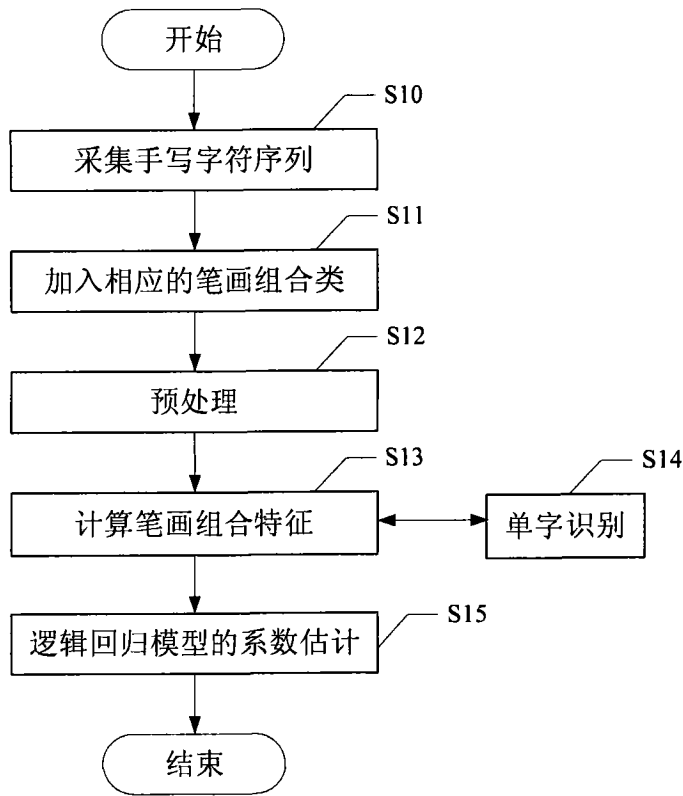 开始
S10
采集手写字符序列
S11
加入相应的笔画组合类
S12
预处理
S13
计算笔画组合特征
S14
单字识别
S15
逻辑回归模型的系数估计
结束